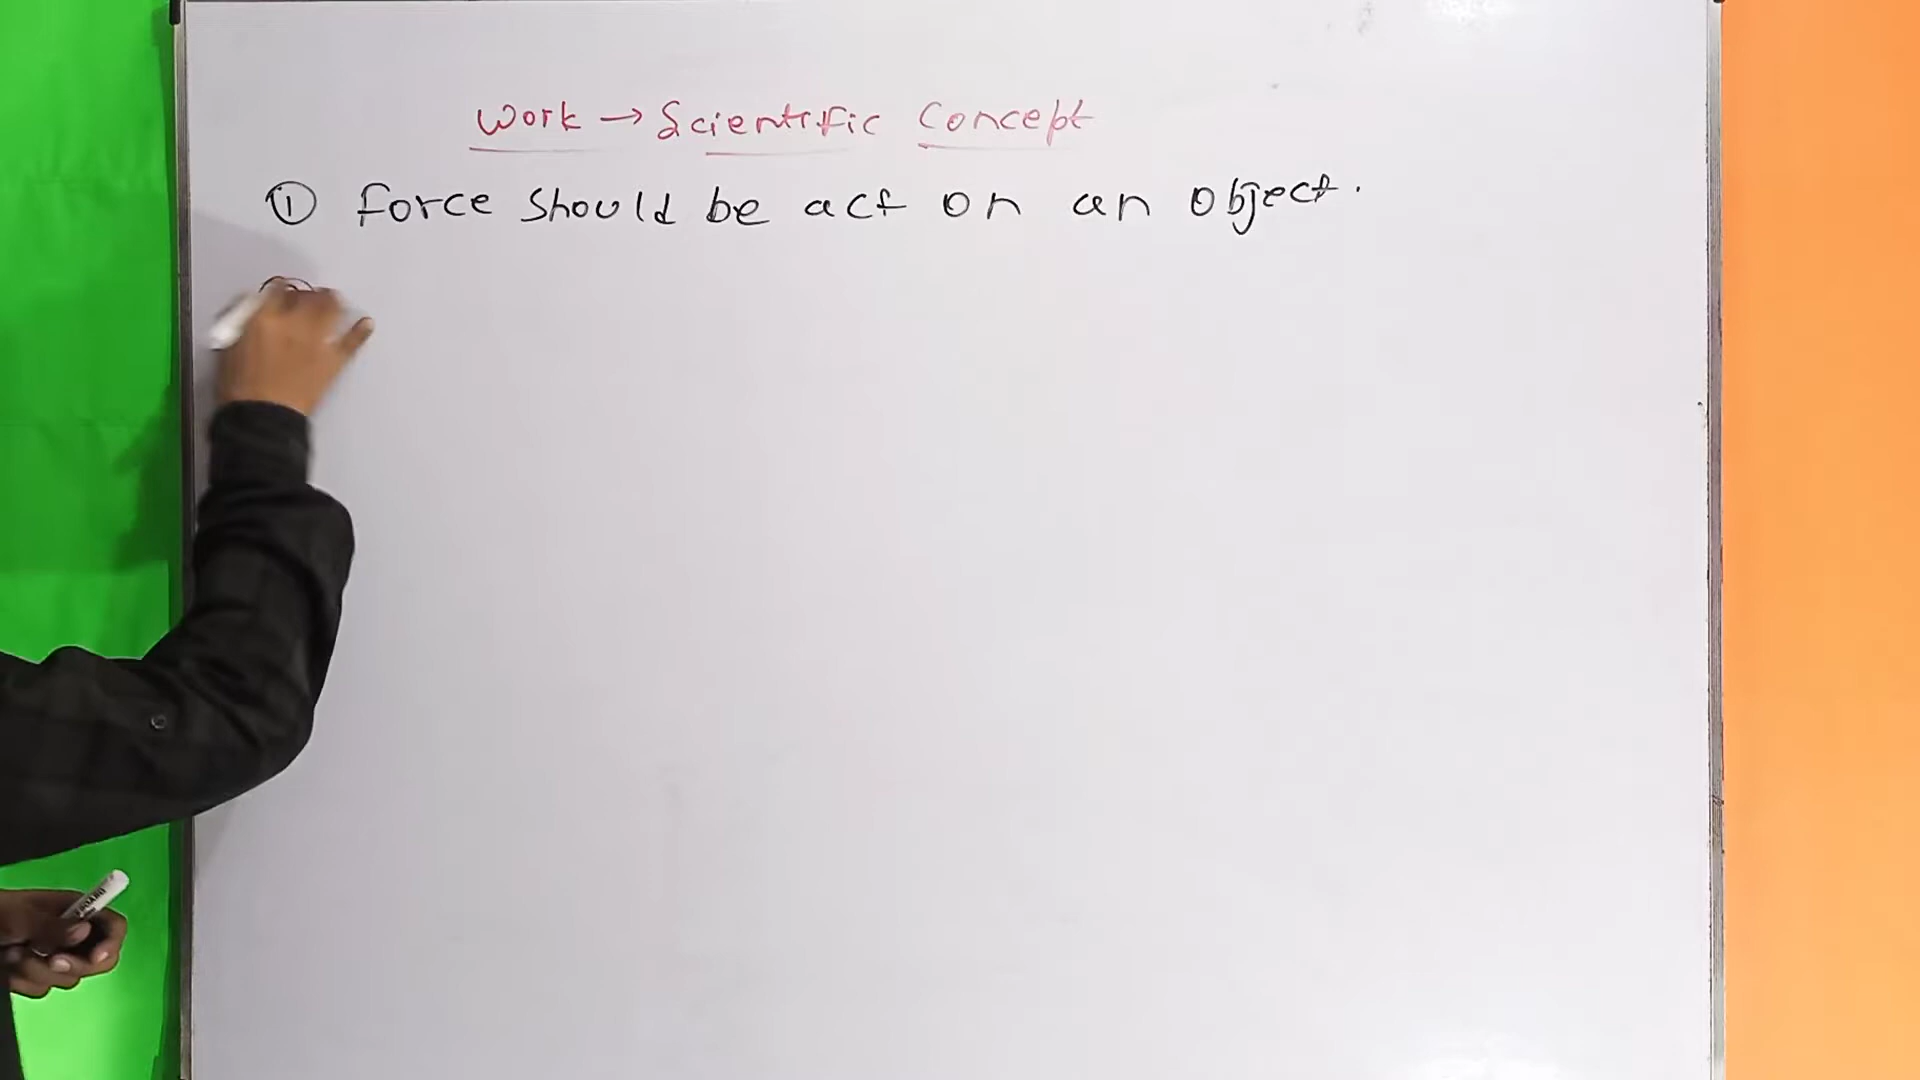 Work → Scientific Concept
① force should be act on an object.